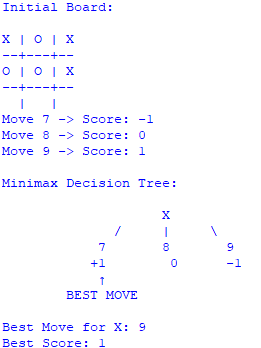 Initial Board:
X | O | X
--+---+--
O | O | X
--+---+--
  |   |
Move 7 -> Score: -1
Move 8 -> Score: 0
Move 9 -> Score: 1
Minimax Decision Tree:
X
/ | \
7 8 9
+1 0 -1
↑
BEST MOVE
Best Move for X: 9
Best Score: 1